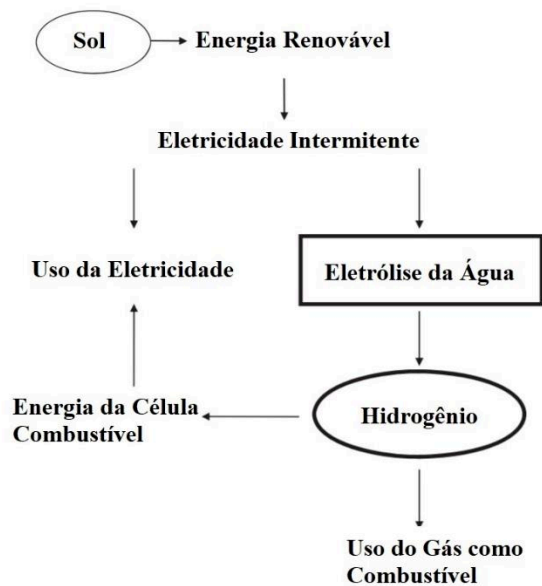 Sol
Energia Renovável
Eletricidade Intermitente
Uso da Eletricidade
Eletrólise da Água
Energia da Célula
Combustível
Hidrogênio
Uso do Gás como
Combustível